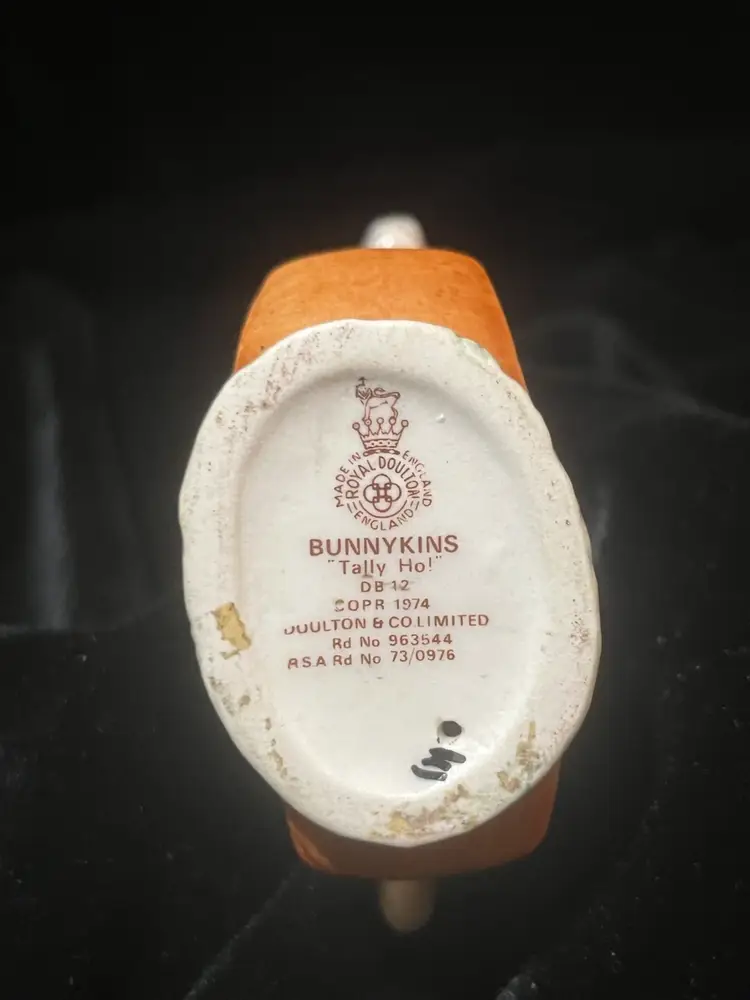 MADE IN ENGLAND
ROYAL DOULTON
ENGLAND
BUNNYKINS
"Tally Ho!"
DB 12
COPR 1974
DOULTON & CO LIMITED
Rd No 963544
R.S.A Rd No 73/0976